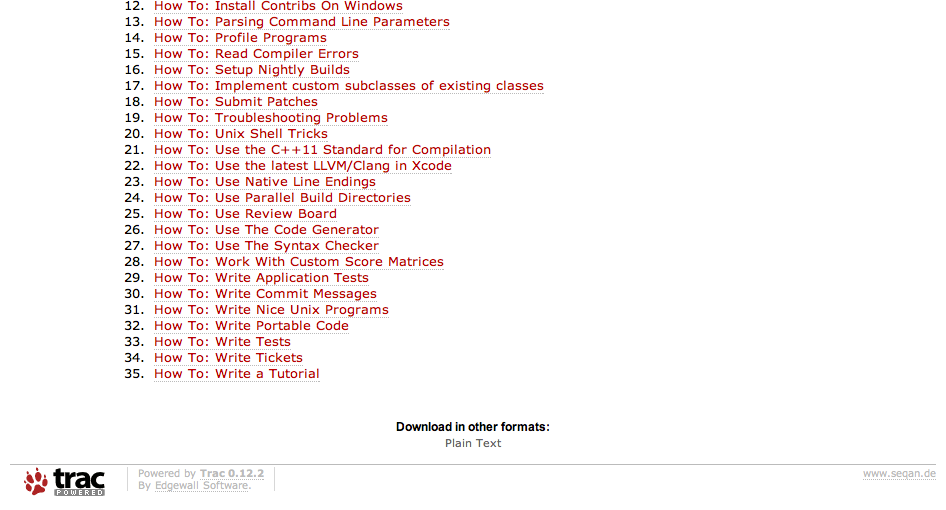 12. How To: Install Contribs On Windows
13. How To: Parsing Command Line Parameters
14. How To: Profile Programs
15. How To: Read Compiler Errors
16. How To: Setup Nightly Builds
17. How To: Implement custom subclasses of existing classes
18. How To: Submit Patches
19. How To: Troubleshooting Problems
20. How To: Unix Shell Tricks
21. How To: Use the C++11 Standard for Compilation
22. How To: Use the latest LLVM/Clang in Xcode
23. How To: Use Native Line Endings
24. How To: Use Parallel Build Directories
25. How To: Use Review Board
26. How To: Use The Code Generator
27. How To: Use The Syntax Checker
28. How To: Work With Custom Score Matrices
29. How To: Write Application Tests
30. How To: Write Commit Messages
31. How To: Write Nice Unix Programs
32. How To: Write Portable Code
33. How To: Write Tests
34. How To: Write Tickets
35. How To: Write a Tutorial
Download in other formats:
Plain Text
trac
POWERED
Powered by Trac 0.12.2
By Edgewall Software.
www.seqan.de